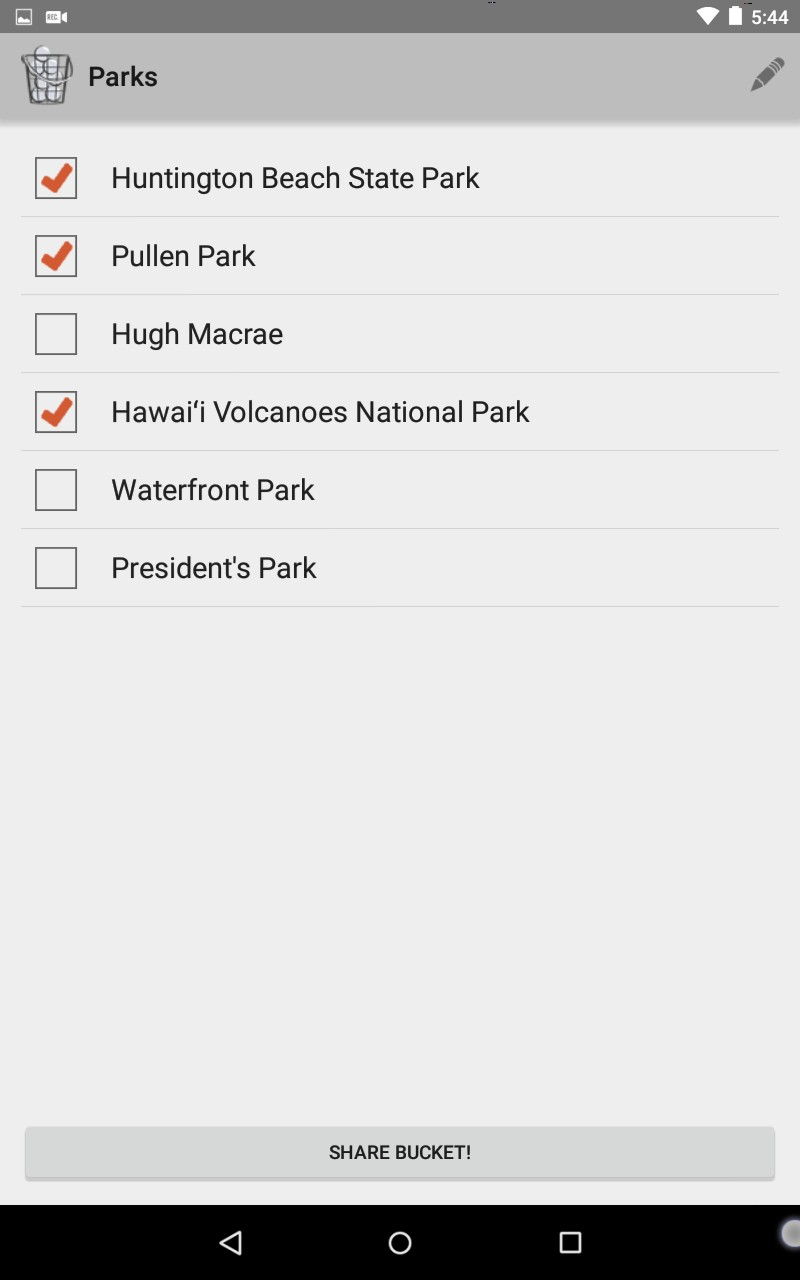 REC
5:44
Parks
Huntington Beach State Park
Pullen Park
Hugh Macrae
Hawaiʻi Volcanoes National Park
Waterfront Park
President's Park
SHARE BUCKET!